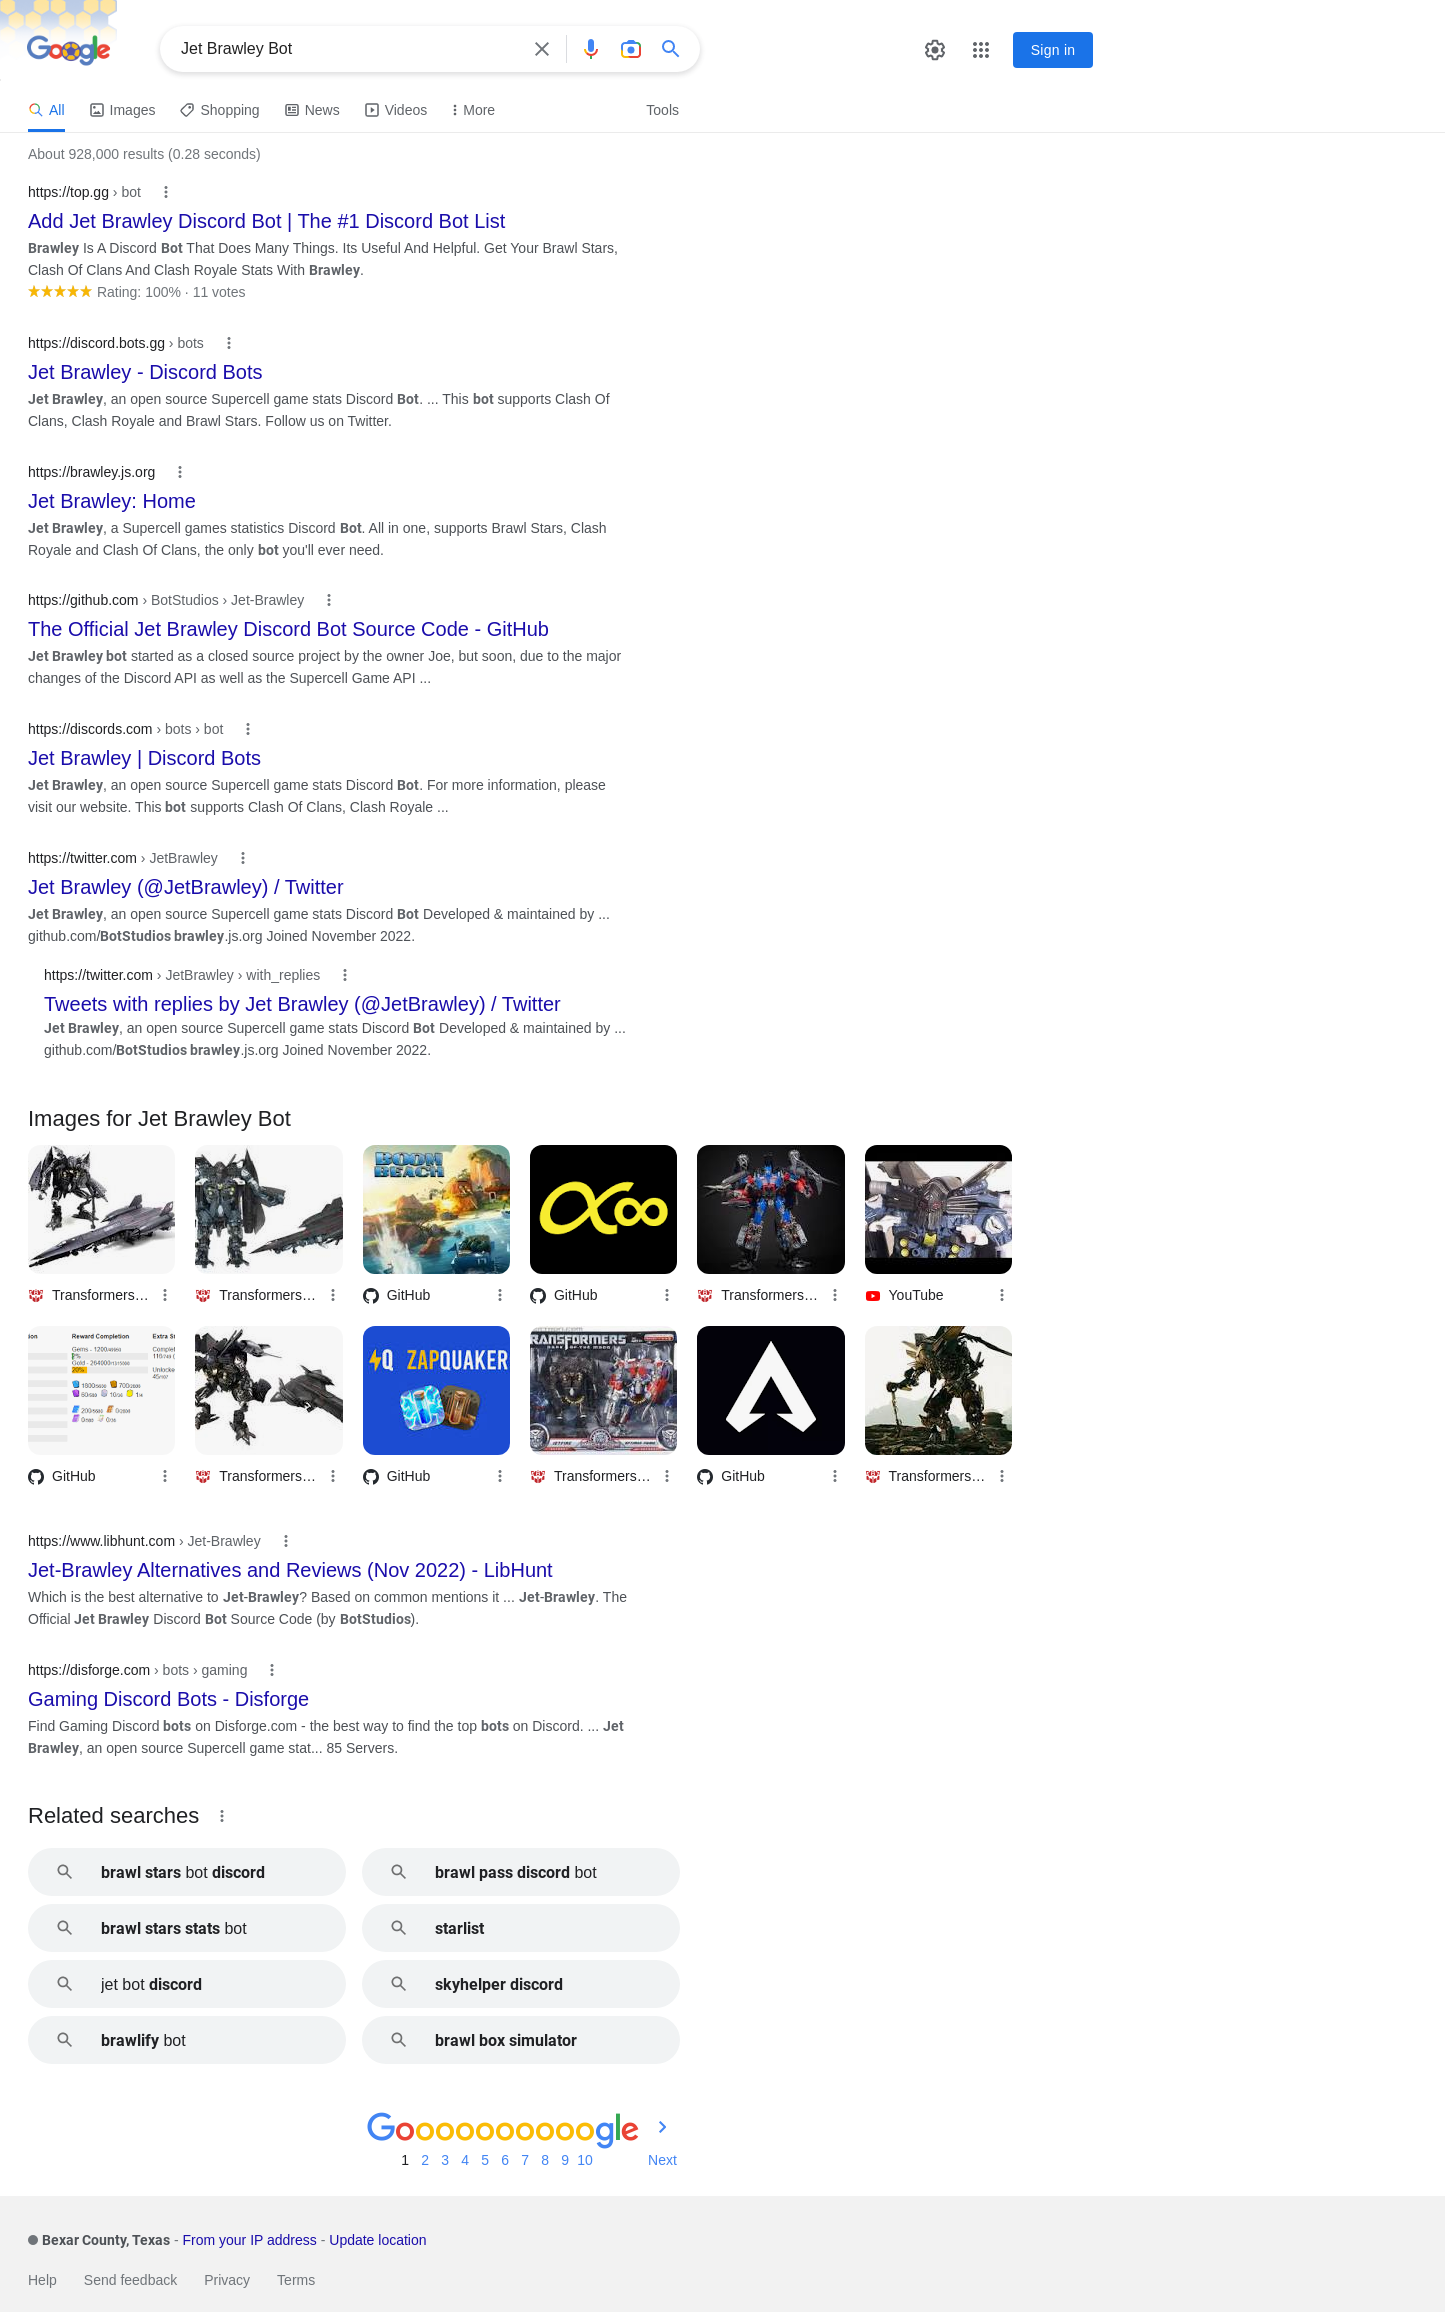 Google
Jet Brawley Bot
Sign in
All
Images
Shopping
News
Videos
More
Tools
About 928,000 results (0.28 seconds)
https://top.gg › bot
Add Jet Brawley Discord Bot | The #1 Discord Bot List
Brawley Is A Discord Bot That Does Many Things. Its Useful And Helpful. Get Your Brawl Stars,
Clash Of Clans And Clash Royale Stats With Brawley.
Rating: 100% · 11 votes
https://discord.bots.gg › bots
Jet Brawley - Discord Bots
Jet Brawley, an open source Supercell game stats Discord Bot. ... This bot supports Clash Of
Clans, Clash Royale and Brawl Stars. Follow us on Twitter.
https://brawley.js.org
Jet Brawley: Home
Jet Brawley, a Supercell games statistics Discord Bot. All in one, supports Brawl Stars, Clash
Royale and Clash Of Clans, the only bot you'll ever need.
https://github.com › BotStudios › Jet-Brawley
The Official Jet Brawley Discord Bot Source Code - GitHub
Jet Brawley bot started as a closed source project by the owner Joe, but soon, due to the major
changes of the Discord API as well as the Supercell Game API ...
https://discords.com › bots › bot
Jet Brawley | Discord Bots
Jet Brawley, an open source Supercell game stats Discord Bot. For more information, please
visit our website. This bot supports Clash Of Clans, Clash Royale ...
https://twitter.com › JetBrawley
Jet Brawley (@JetBrawley) / Twitter
Jet Brawley, an open source Supercell game stats Discord Bot Developed & maintained by ...
github.com/BotStudios brawley.js.org Joined November 2022.
https://twitter.com › JetBrawley › with_replies
Tweets with replies by Jet Brawley (@JetBrawley) / Twitter
Jet Brawley, an open source Supercell game stats Discord Bot Developed & maintained by ...
github.com/BotStudios brawley.js.org Joined November 2022.
Images for Jet Brawley Bot
BOOM
BEACH
Transformers...
Transformers...
GitHub
GitHub
Transformers...
YouTube
Reward Completion
ZAPQUAKER
TRANSFORMERS
GitHub
Transformers...
GitHub
Transformers...
GitHub
Transformers...
https://www.libhunt.com › Jet-Brawley
Jet-Brawley Alternatives and Reviews (Nov 2022) - LibHunt
Which is the best alternative to Jet-Brawley? Based on common mentions it ... Jet-Brawley. The
Official Jet Brawley Discord Bot Source Code (by BotStudios).
https://disforge.com › bots › gaming
Gaming Discord Bots - Disforge
Find Gaming Discord bots on Disforge.com - the best way to find the top bots on Discord. ... Jet
Brawley, an open source Supercell game stat... 85 Servers.
Related searches
brawl stars bot discord
brawl pass discord bot
brawl stars stats bot
starlist
jet bot discord
skyhelper discord
brawlify bot
brawl box simulator
Goooooooooogle
1 2 3 4 5 6 7 8 9 10 Next
Bexar County, Texas - From your IP address - Update location
Help Send feedback Privacy Terms